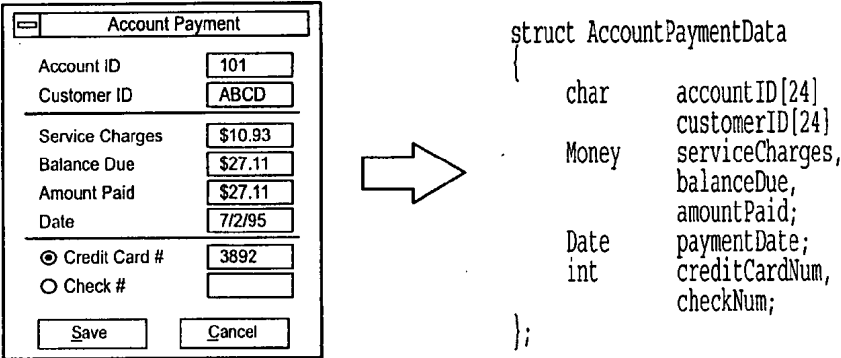 Account Payment
Account ID 101
Customer ID ABCD
Service Charges $10.93
Balance Due $27.11
Amount Paid $27.11
Date 7/2/95
Credit Card # 3892
Check #
Save Cancel
struct AccountPaymentData
{
char accountID[24]
customerID[24]
Money serviceCharges,
balanceDue,
amountPaid;
Date paymentDate;
int creditCardNum,
checkNum;
};